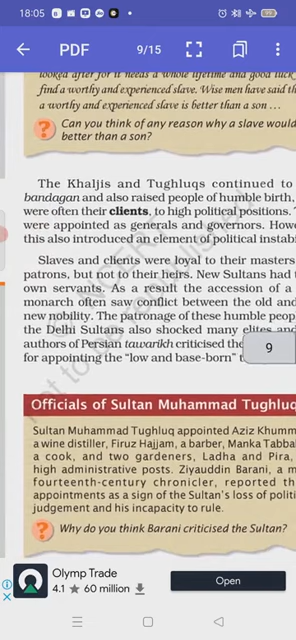 18:05
PDF
9/15
looked after for it needs a whole lifetime and good luck
find a worthy and experienced slave. Wise men have said th
a worthy and experienced slave is better than a son ...
? Can you think of any reason why a slave would
better than a son?
The Khaljis and Tughluqs continued to
bandagan and also raised people of humble birth,
were often their clients, to high political positions.
were appointed as generals and governors. Howe
this also introduced an element of political instabi
Slaves and clients were loyal to their masters
patrons, but not to their heirs. New Sultans had t
own servants. As a result the accession of a
monarch often saw conflict between the old and
new nobility. The patronage of these humble peop
the Delhi Sultans also shocked many elites and
authors of Persian tawarikh criticised the
for appointing the “low and base-born” t
9
Officials of Sultan Muhammad Tughluq
Sultan Muhammad Tughluq appointed Aziz Khumm
a wine distiller, Firuz Hajjam, a barber, Manka Tabba
a cook, and two gardeners, Ladha and Pira,
high administrative posts. Ziyauddin Barani, a m
fourteenth-century chronicler, reported th
appointments as a sign of the Sultan’s loss of politi
judgement and his incapacity to rule.
? Why do you think Barani criticised the Sultan?
Olymp Trade
4.1 ★ 60 million
Open